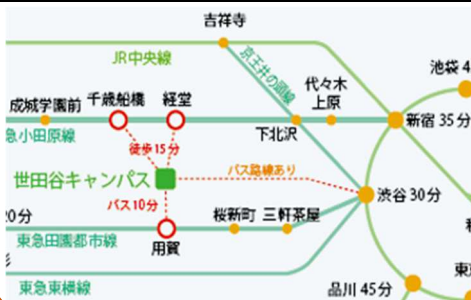 吉祥寺
JR中央線
京王井の頭線
池袋 4
代々木
上原
成城学園前
千歳船橋
経堂
急小田原線
下北沢
新宿 35分
徒歩15分
世田谷キャンパス
バス路線あり
渋谷 30分
バス10分
20分
桜新町
三軒茶屋
東急田園都市線
用賀
東急東横線
品川 45分
東